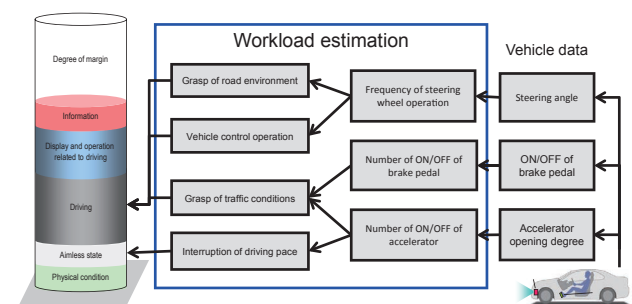 Workload estimation
Vehicle data
Degree of margin
Information
Display and operation
related to driving
Driving
Aimless state
Physical condition
Grasp of road environment
Vehicle control operation
Grasp of traffic conditions
Interruption of driving pace
Frequency of steering
wheel operation
Number of ON/OFF of
brake pedal
Number of ON/OFF of
accelerator
Steering angle
ON/OFF of
brake pedal
Accelerator
opening degree